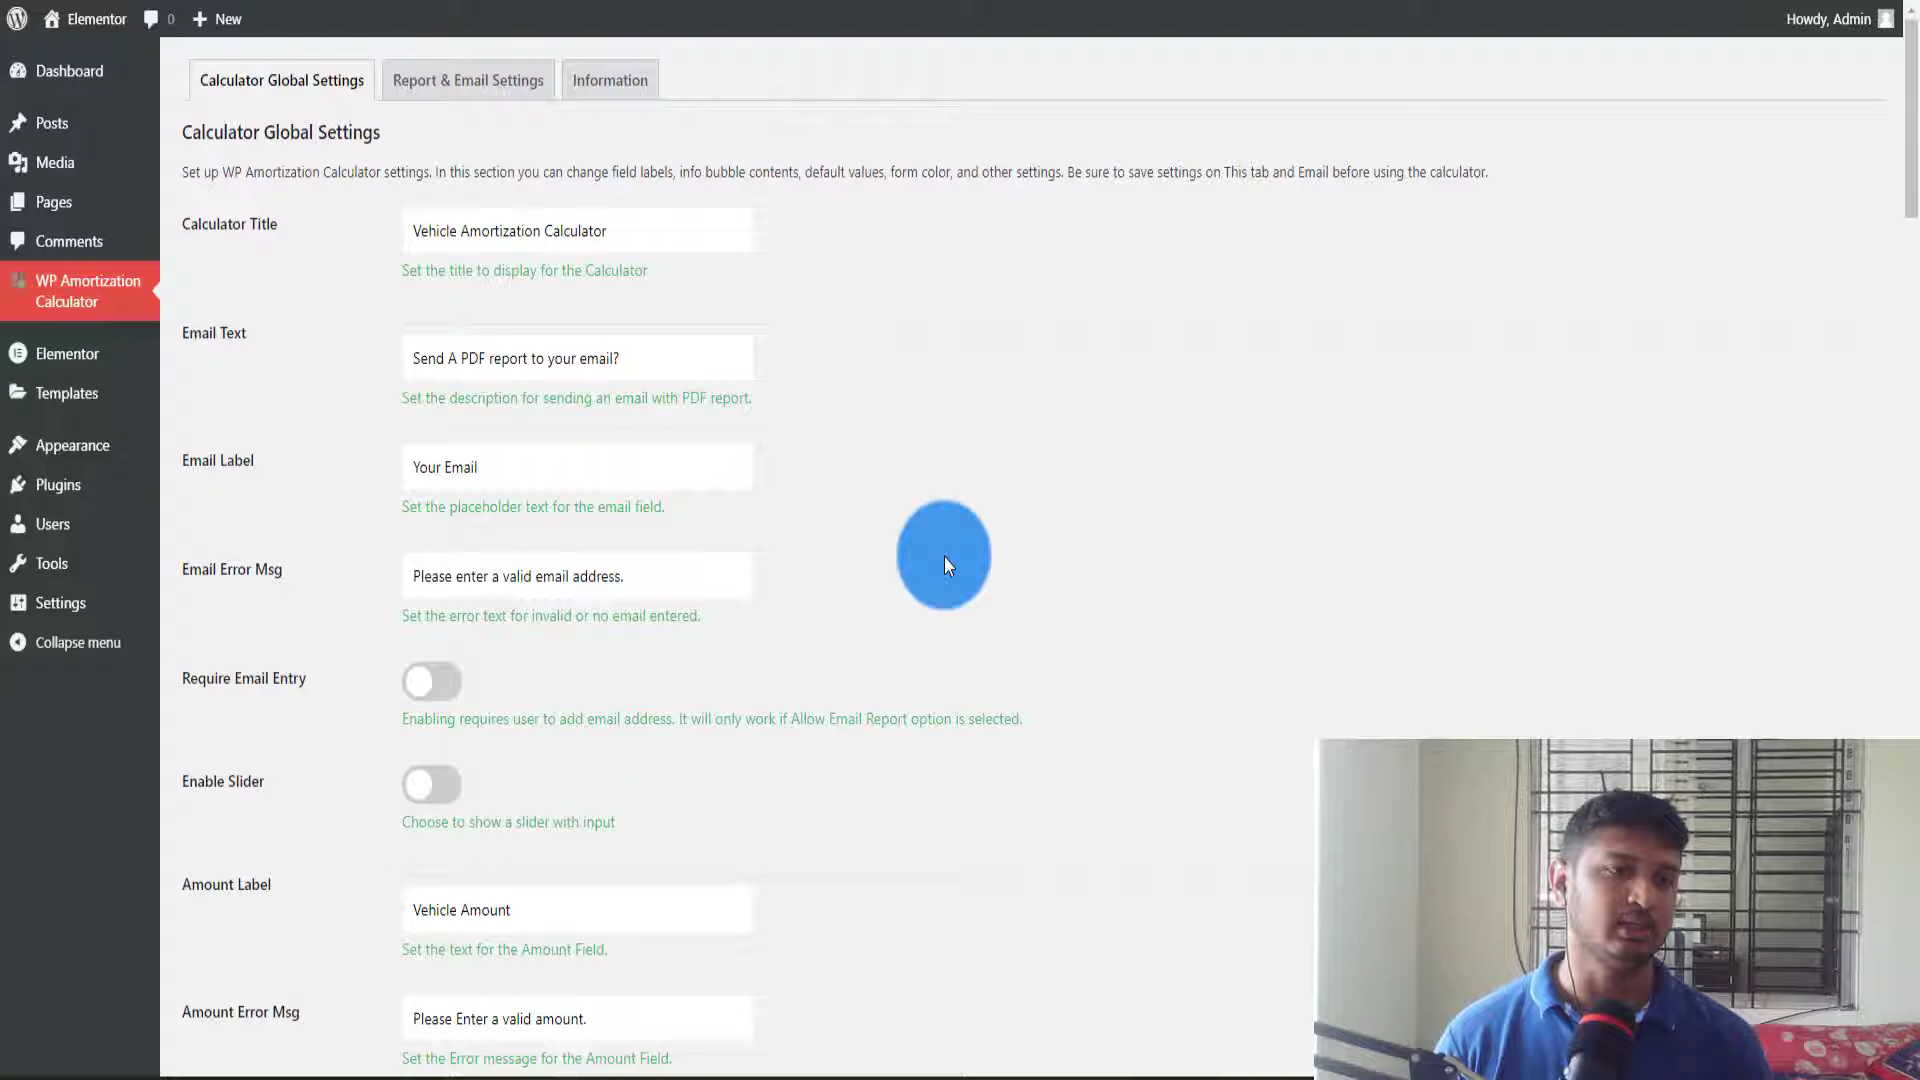 Elementor 0 New Howdy, Admin
Dashboard
Posts
Media
Pages
Comments
WP Amortization
Calculator
Elementor
Templates
Appearance
Plugins
Users
Tools
Settings
Collapse menu
Calculator Global Settings Report & Email Settings Information
Calculator Global Settings
Set up WP Amortization Calculator settings. In this section you can change field labels, info bubble contents, default values, form color, and other settings. Be sure to save settings on This tab and Email before using the calculator.
Calculator Title Vehicle Amortization Calculator
Set the title to display for the Calculator
Email Text Send A PDF report to your email?
Set the description for sending an email with PDF report.
Email Label Your Email
Set the placeholder text for the email field.
Email Error Msg Please enter a valid email address.
Set the error text for invalid or no email entered.
Require Email Entry
Enabling requires user to add email address. It will only work if Allow Email Report option is selected.
Enable Slider
Choose to show a slider with input
Amount Label Vehicle Amount
Set the text for the Amount Field.
Amount Error Msg Please Enter a valid amount.
Set the Error message for the Amount Field.